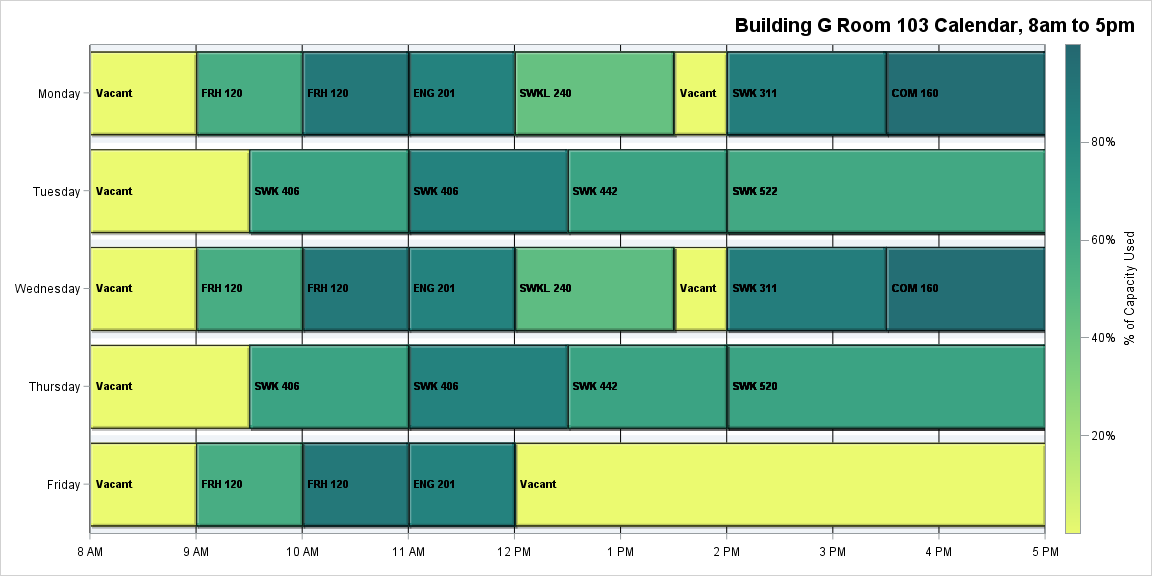 Building G Room 103 Calendar, 8am to 5pm
Monday
Vacant
FRH 120
FRH 120
ENG 201
SWKL 240
Vacant
SWK 311
COM 160
Tuesday
Vacant
SWK 406
SWK 406
SWK 442
SWK 522
Wednesday
Vacant
FRH 120
FRH 120
ENG 201
SWKL 240
Vacant
SWK 311
COM 160
Thursday
Vacant
SWK 406
SWK 406
SWK 442
SWK 520
Friday
Vacant
FRH 120
FRH 120
ENG 201
Vacant
8 AM
9 AM
10 AM
11 AM
12 PM
1 PM
2 PM
3 PM
4 PM
5 PM
80%
60%
40%
20%
% of Capacity Used